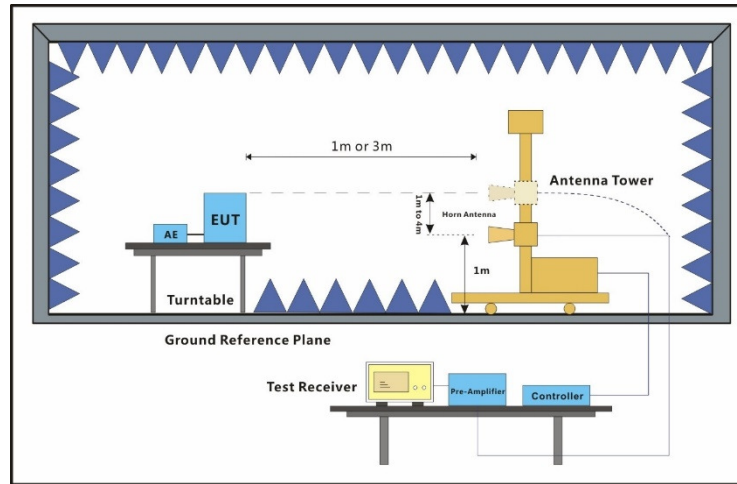 1m or 3m
Antenna Tower
Horn Antenna
1m to 4m
EUT
AE
1m
Turntable
Ground Reference Plane
Test Receiver
Pre-Amplifier
Controller